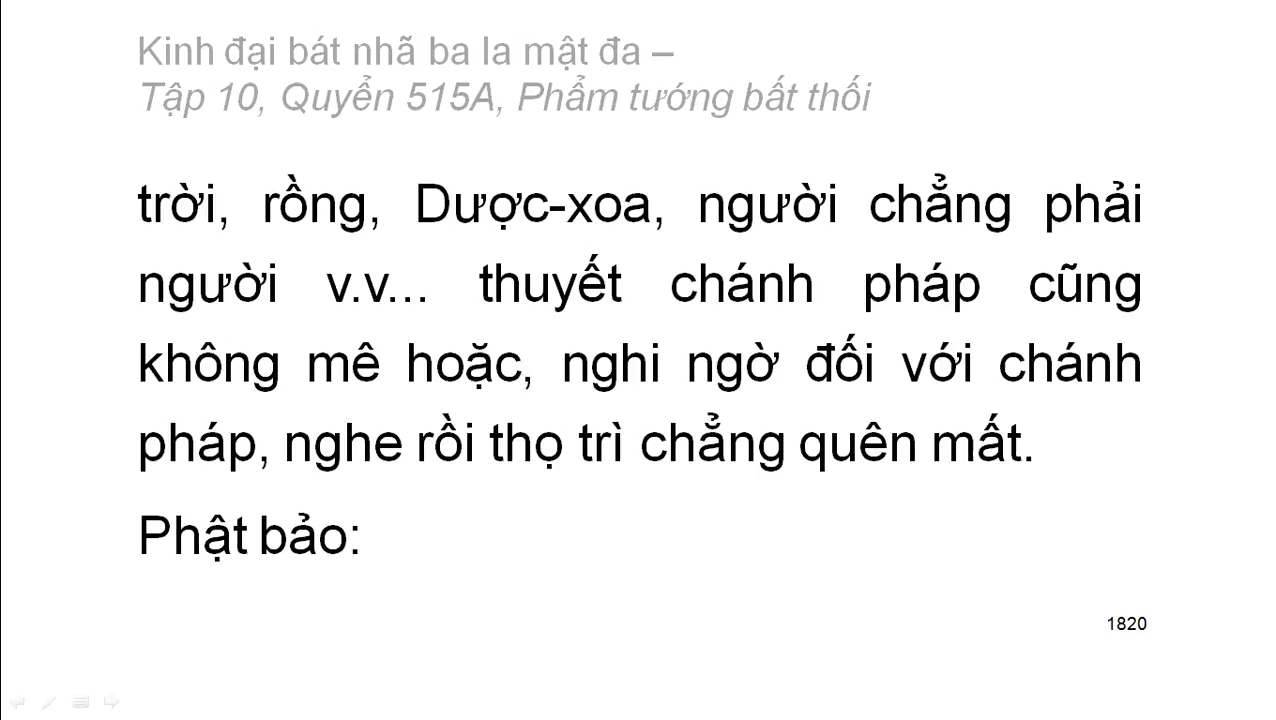 Kinh đại bát nhã ba la mật đa –
Tập 10, Quyển 515A, Phẩm tướng bất thối
trời, rồng, Dược-xoa, người chẳng phải
người v.v... thuyết chánh pháp cũng
không mê hoặc, nghi ngờ đối với chánh
pháp, nghe rồi thọ trì chẳng quên mất.
Phật bảo:
1820